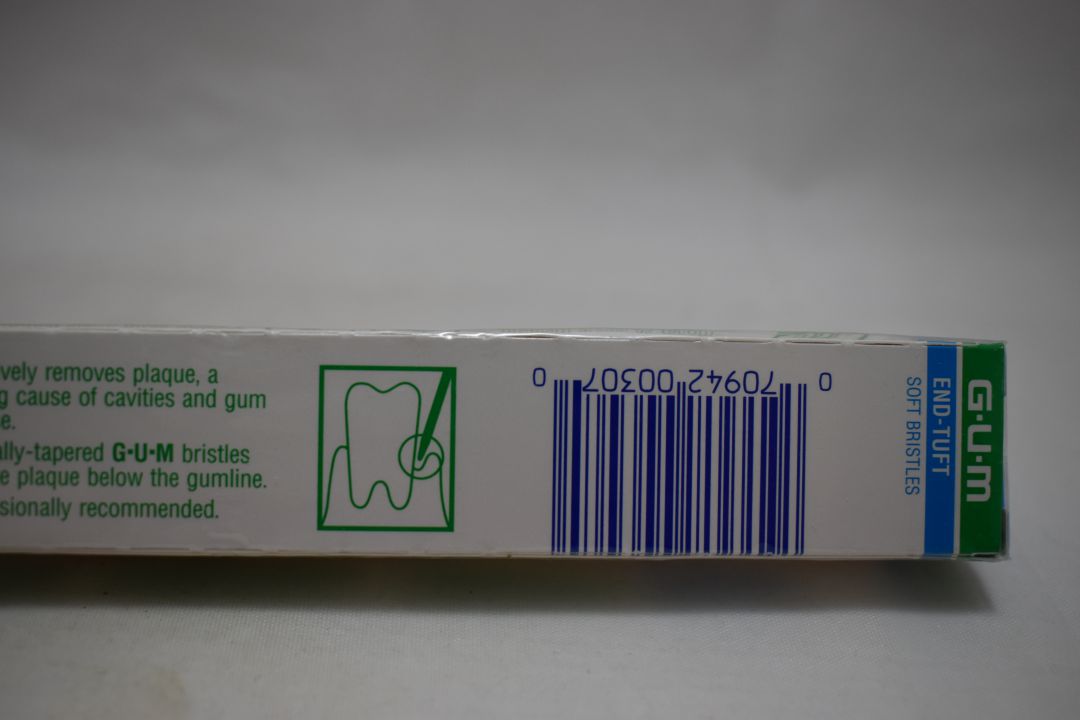 vely removes plaque, a
g cause of cavities and gum
e.
ally-tapered G·U·M bristles
e plaque below the gumline.
sionally recommended.
0 70942 00307 0
SOFT BRISTLES
END-TUFT
G·U·M